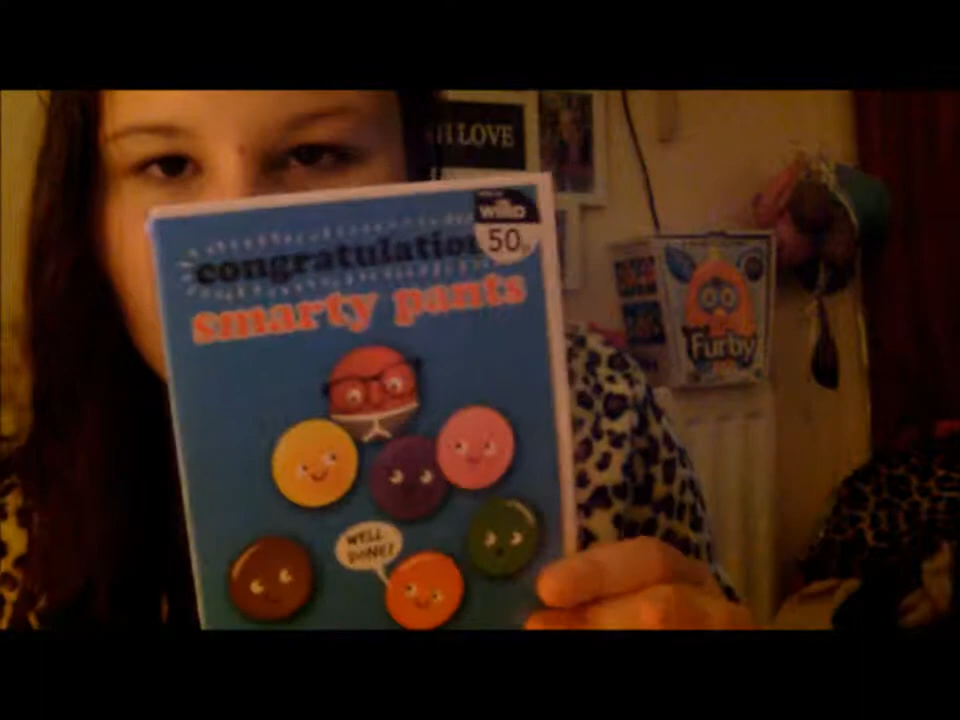 I LOVE
wilko
50p
congratulation
smarty pants
WELL
DONE!
Furby